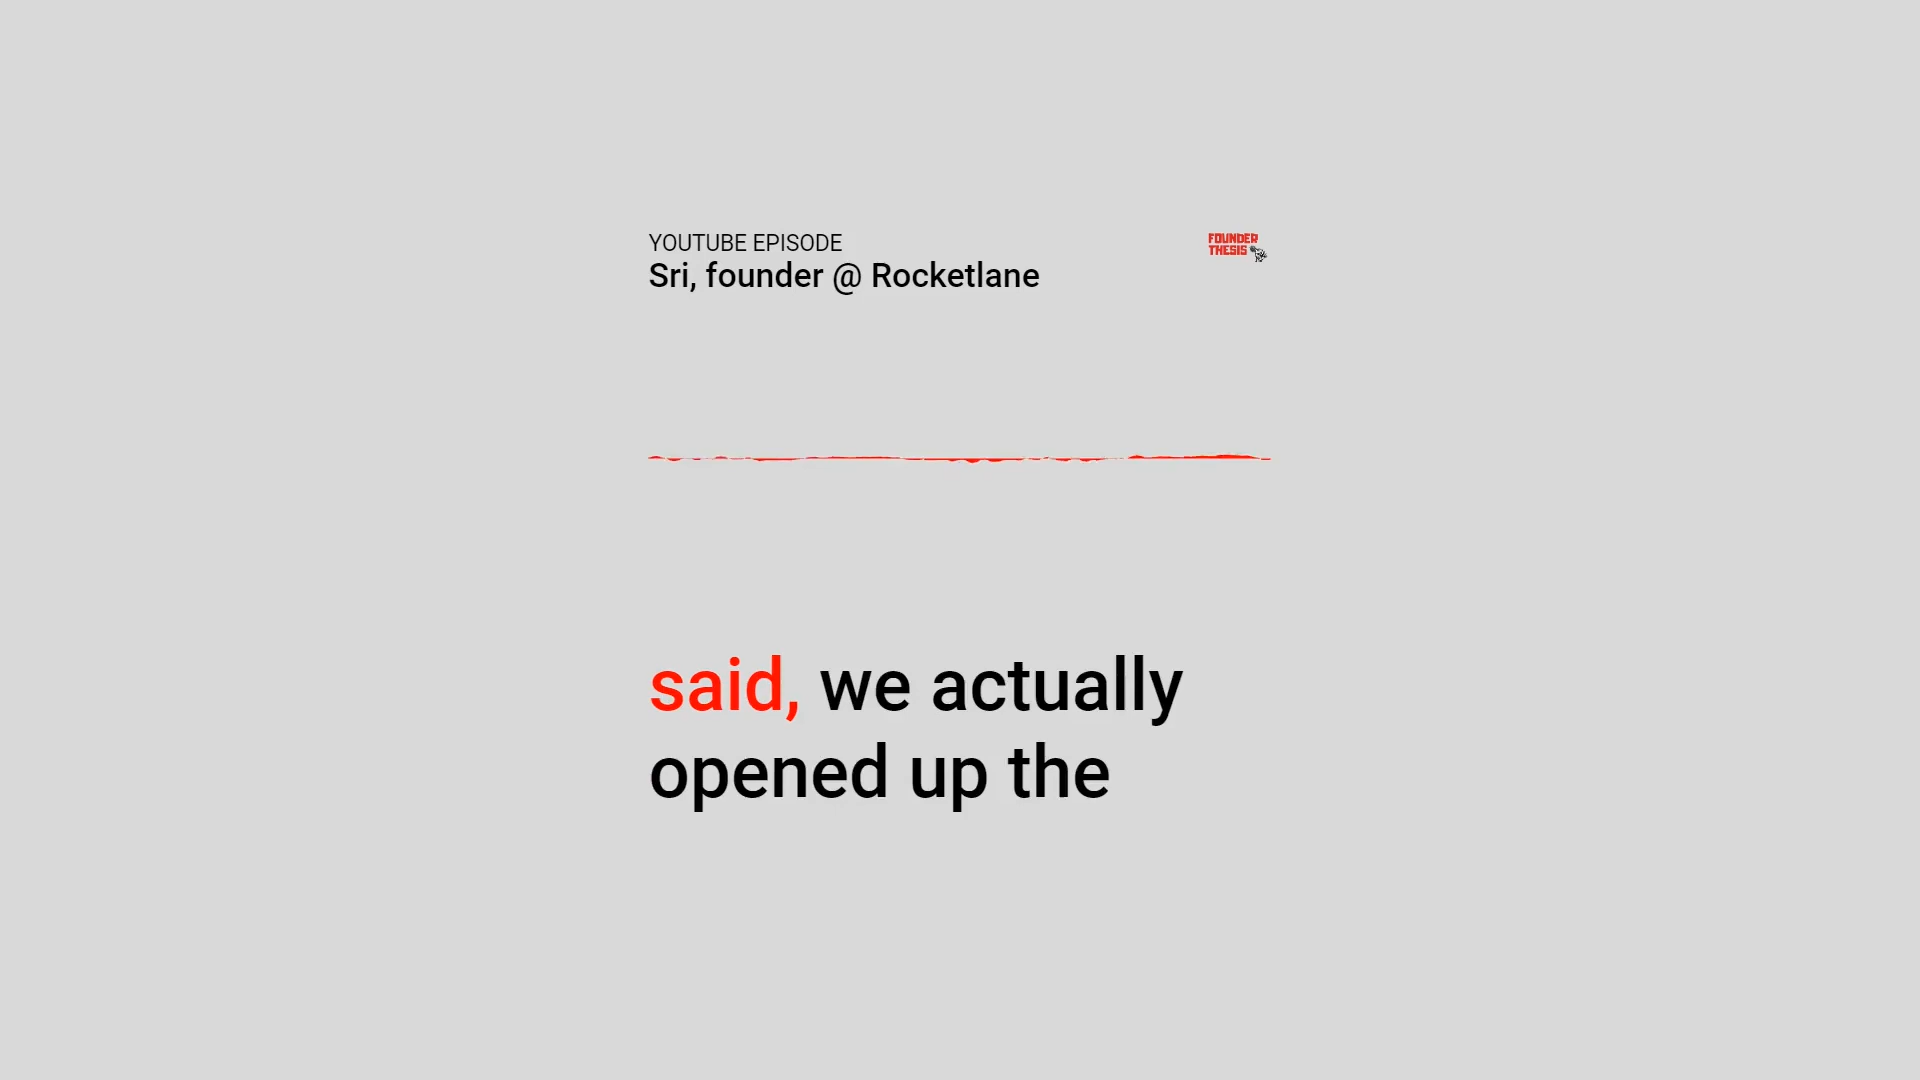 YOUTUBE EPISODE
Sri, founder @ Rocketlane
FOUNDER
THESIS
said, we actually
opened up the